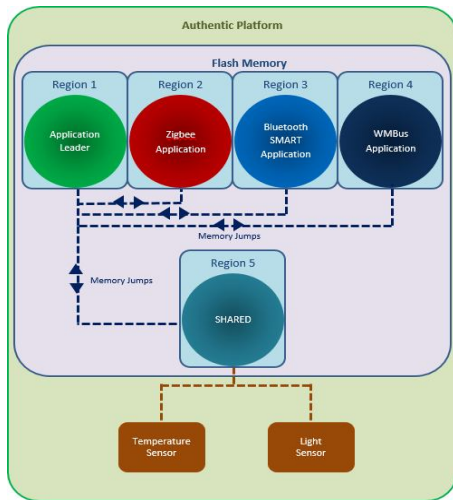 Authentic Platform
Flash Memory
Region 1
Region 2
Region 3
Region 4
Application
Leader
Zigbee
Application
Bluetooth
SMART
Application
WMBus
Application
Memory Jumps
Region 5
Memory Jumps
SHARED
Temperature
Sensor
Light
Sensor